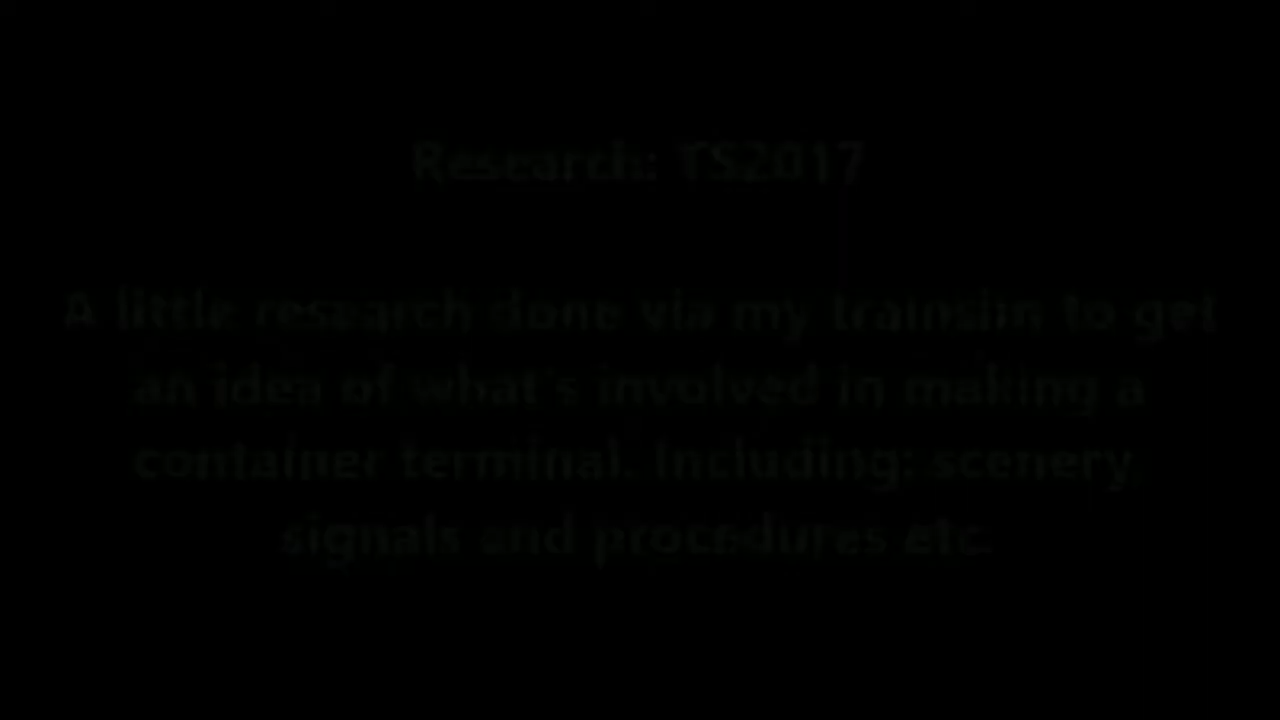 Research: TS2017
A little research done via my trainsim to get
an idea of what's involved in making a
container terminal. Including: scenery,
signals and procedures etc.